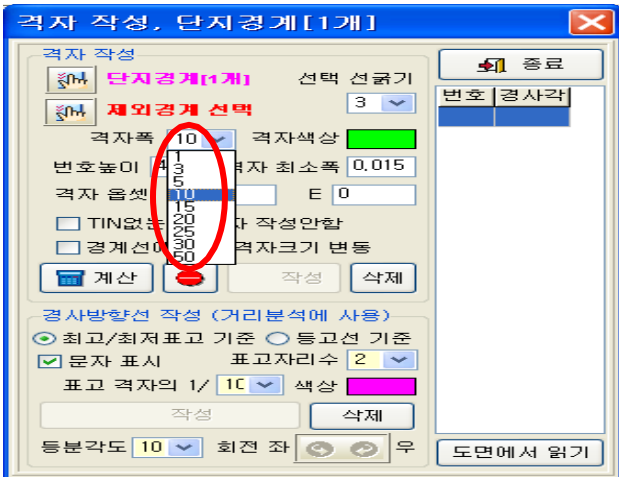 격자 작성, 단지경계[1개]
격자 작성
단지경계[1개] 선택 선굵기
제외경계 선택 3
격자폭 10 격자색상
번호높이 4 격자 최소폭 0,015
격자 옵셋 E 0
TIN없는 작성안함
경계선에 격자크기 변동
1
3
5
10
15
20
25
30
50
계산 작성 삭제
경사방향선 작성 (거리분석에 사용)
최고/최저표고 기준 등고선 기준
문자 표시 표고자리수 2
표고 격자의 1/ 10 색상
작성 삭제
등분각도 10 회전 좌 우
종료
번호 경사각
도면에서 읽기